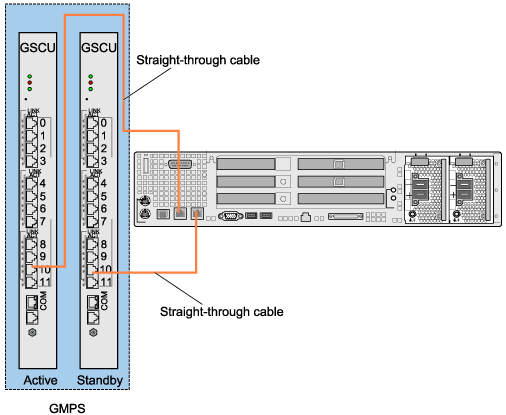 GSCU
GSCU
Straight-through cable
LINK
ACT
0
1
2
3
LINK
ACT
0
1
2
3
LINK
ACT
4
5
6
7
LINK
ACT
4
5
6
7
LINK
ACT
8
9
10
11
LINK
ACT
8
9
10
11
COM
COM
Straight-through cable
Active
Standby
GMPS